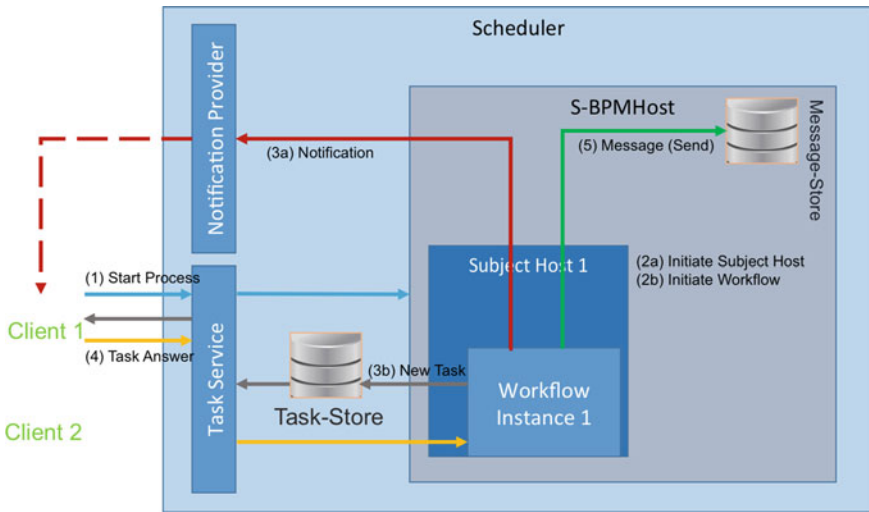 Scheduler
Notification Provider
S-BPMHost
Message-Store
(3a) Notification
(5) Message (Send)
(1) Start Process
Subject Host 1
(2a) Initiate Subject Host
(2b) Initiate Workflow
Client 1
(4) Task Answer
Task Service
(3b) New Task
Task-Store
Workflow
Instance 1
Client 2